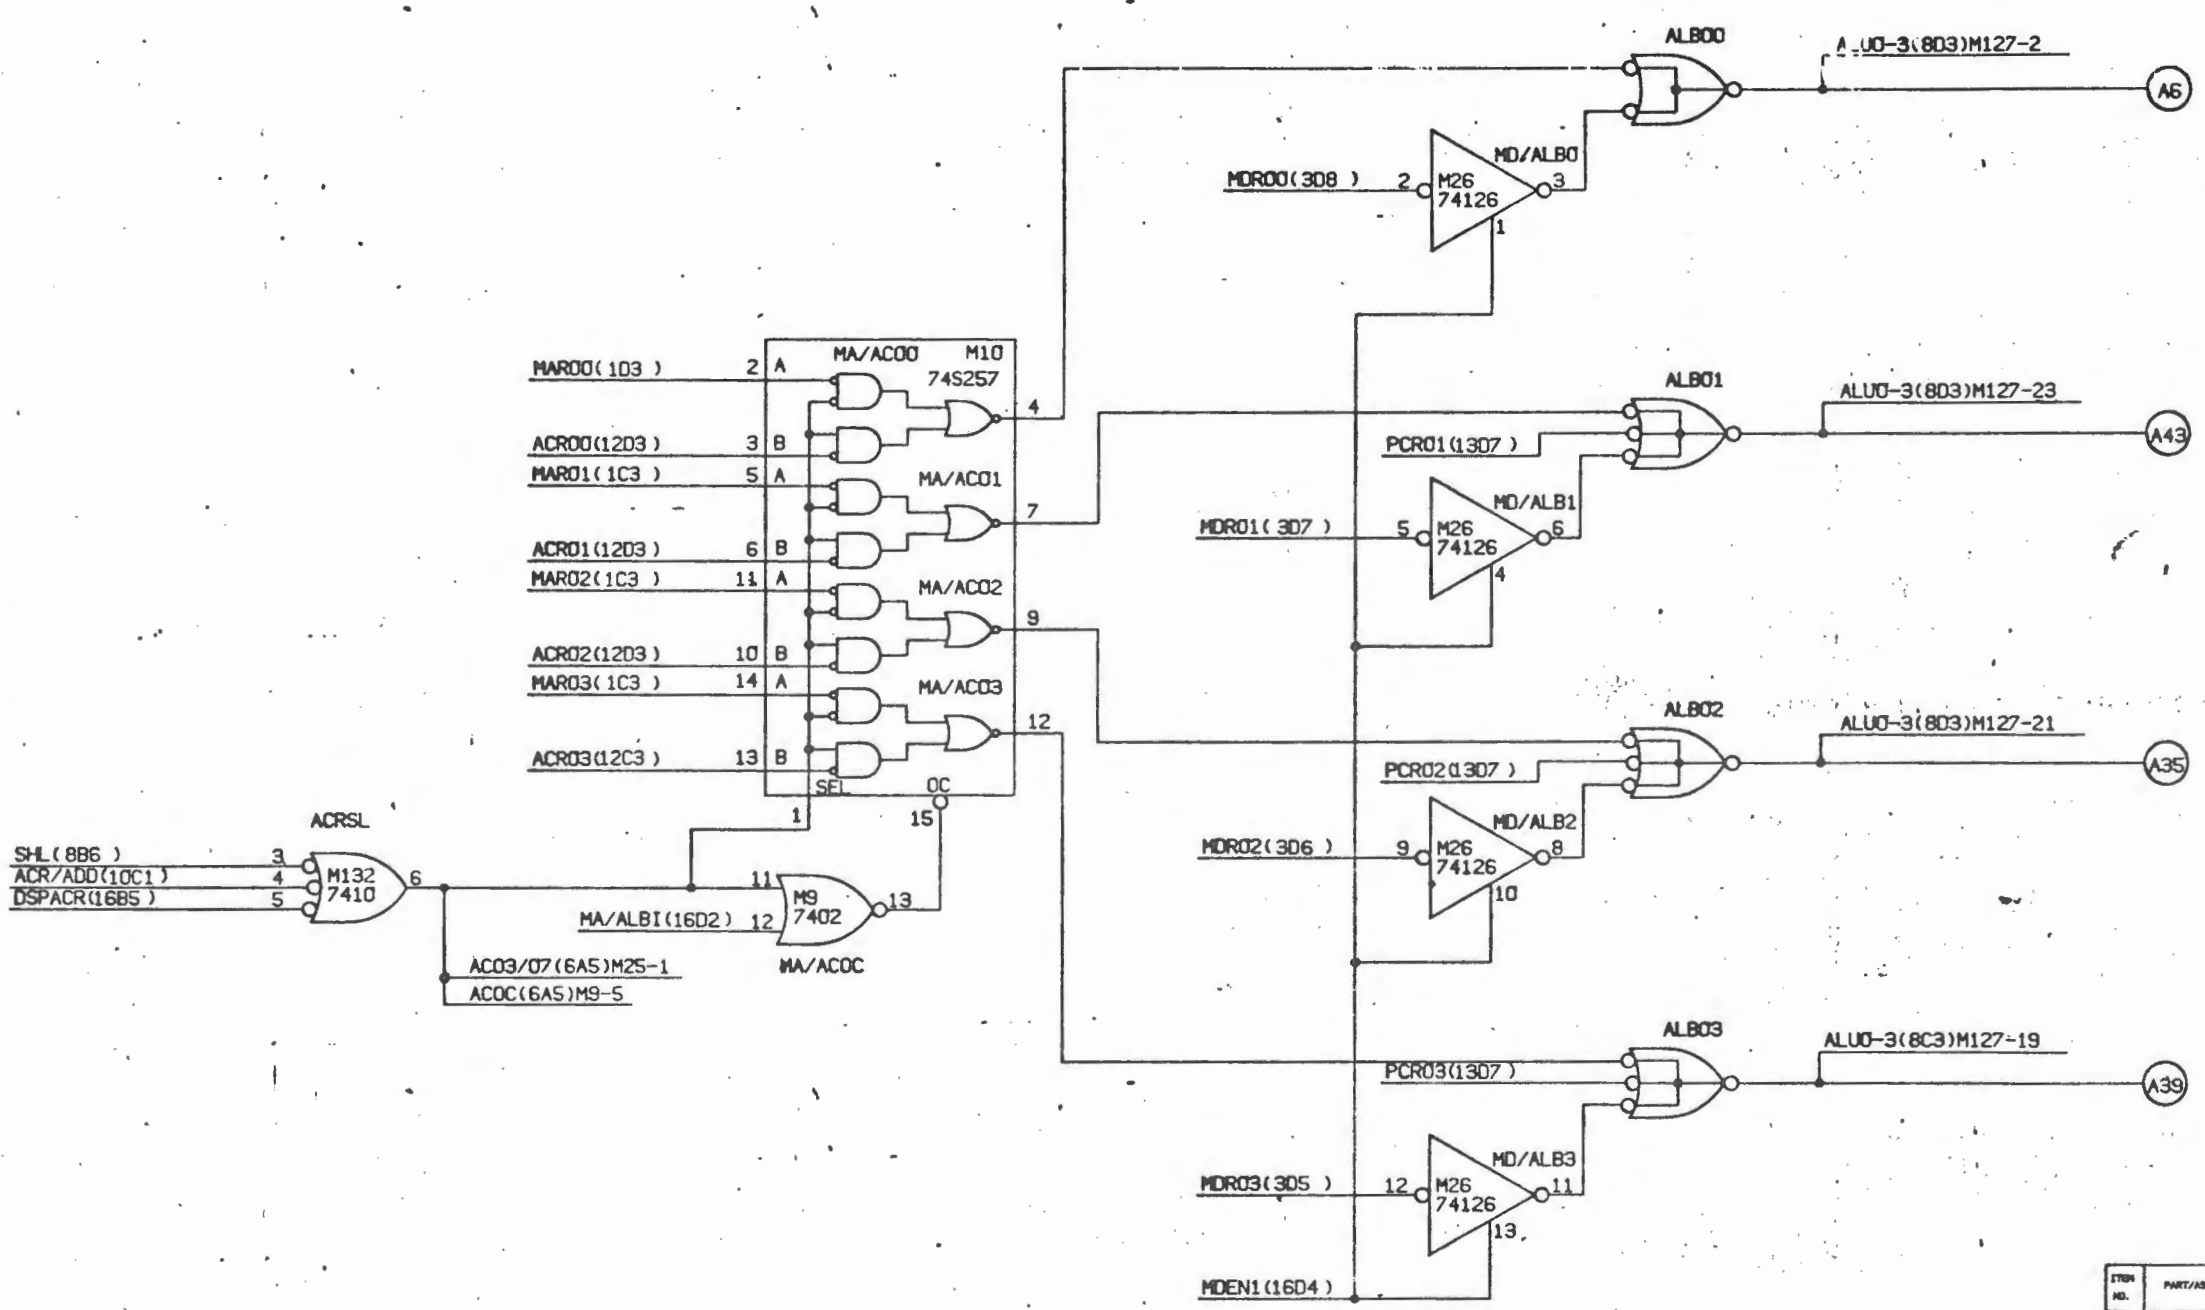 ALB00
ALU0-3(8D3)M127-2
A6
MD/ALB0
MDR00(3D8 ) 2 M26 3
74126
1
MA/AC00 M10
MAR00(1D3 ) 2 A 74S257
4
ACR00(12D3) 3 B
MAR01(1C3 ) 5 A MA/AC01
7
ACR01(12D3) 6 B
MAR02(1C3 ) 11 A MA/AC02
9
ACR02(12D3) 10 B
MAR03(1C3 ) 14 A MA/AC03
12
ACR03(12C3) 13 B
SEL OC
1 15
ALB01
ALU0-3(8D3)M127-23
A43
PCR01(13D7 )
MD/ALB1
MDR01(3D7 ) 5 M26 6
74126
4
ALB02
ALU0-3(8D3)M127-21
A35
PCR02(13D7 )
MD/ALB2
MDR02(3D6 ) 9 M26 8
74126
10
ACRSL
SHL(8B6 ) 3
ACR/ADD(10C1) 4 M132 6
DSPACR(16B5 ) 5 7410
11 M9 13
MA/ALBI(16D2) 12 7402
MA/ACOC
AC03/07(6A5)M25-1
ACOC(6A5)M9-5
ALB03
ALU0-3(8C3)M127-19
A39
PCR03(13D7 )
MD/ALB3
MDR03(3D5 ) 12 M26 11
74126
13
MDEN1(16D4 )
ITEM NO.